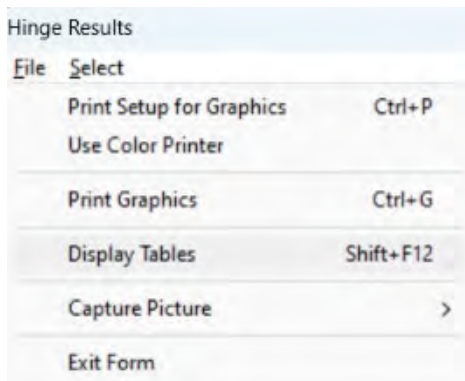 Hinge Results
File Select
Print Setup for Graphics Ctrl+P
Use Color Printer
Print Graphics Ctrl+G
Display Tables Shift+F12
Capture Picture >
Exit Form